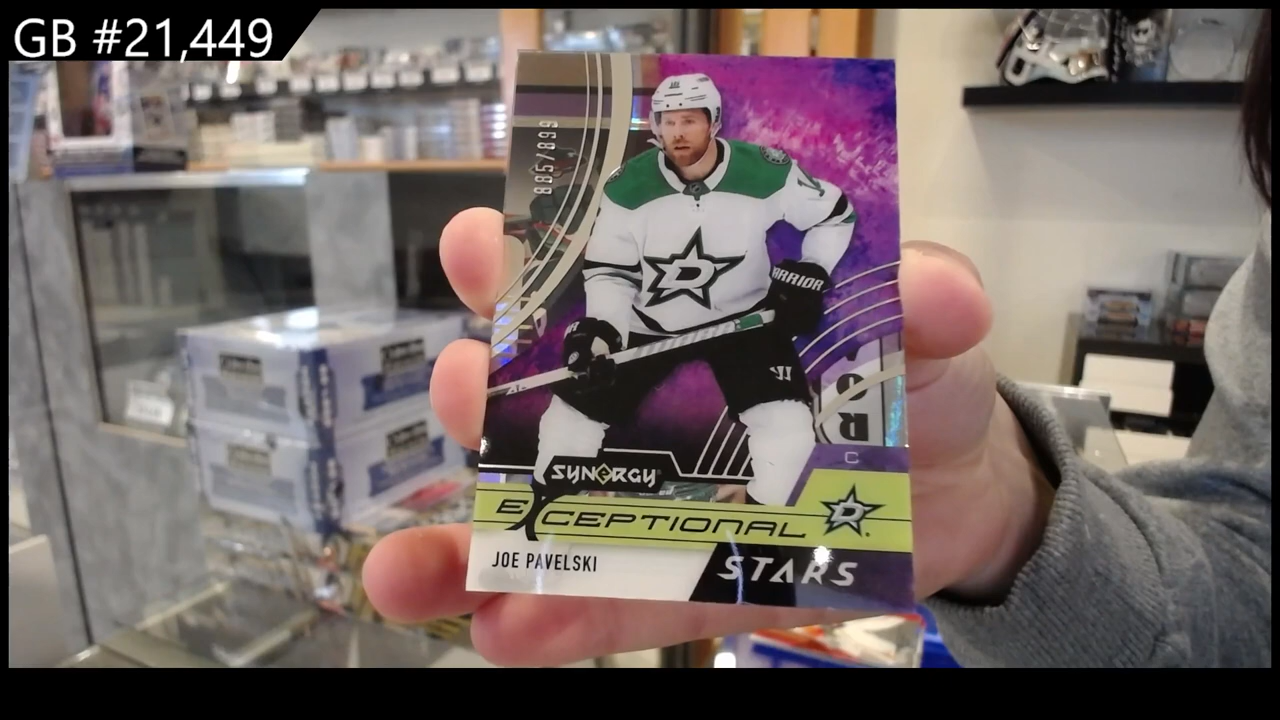 GB #21,449
885/899
WARRIOR
D
SYNERGY
C
EXCEPTIONAL
D
JOE PAVELSKI
STARS